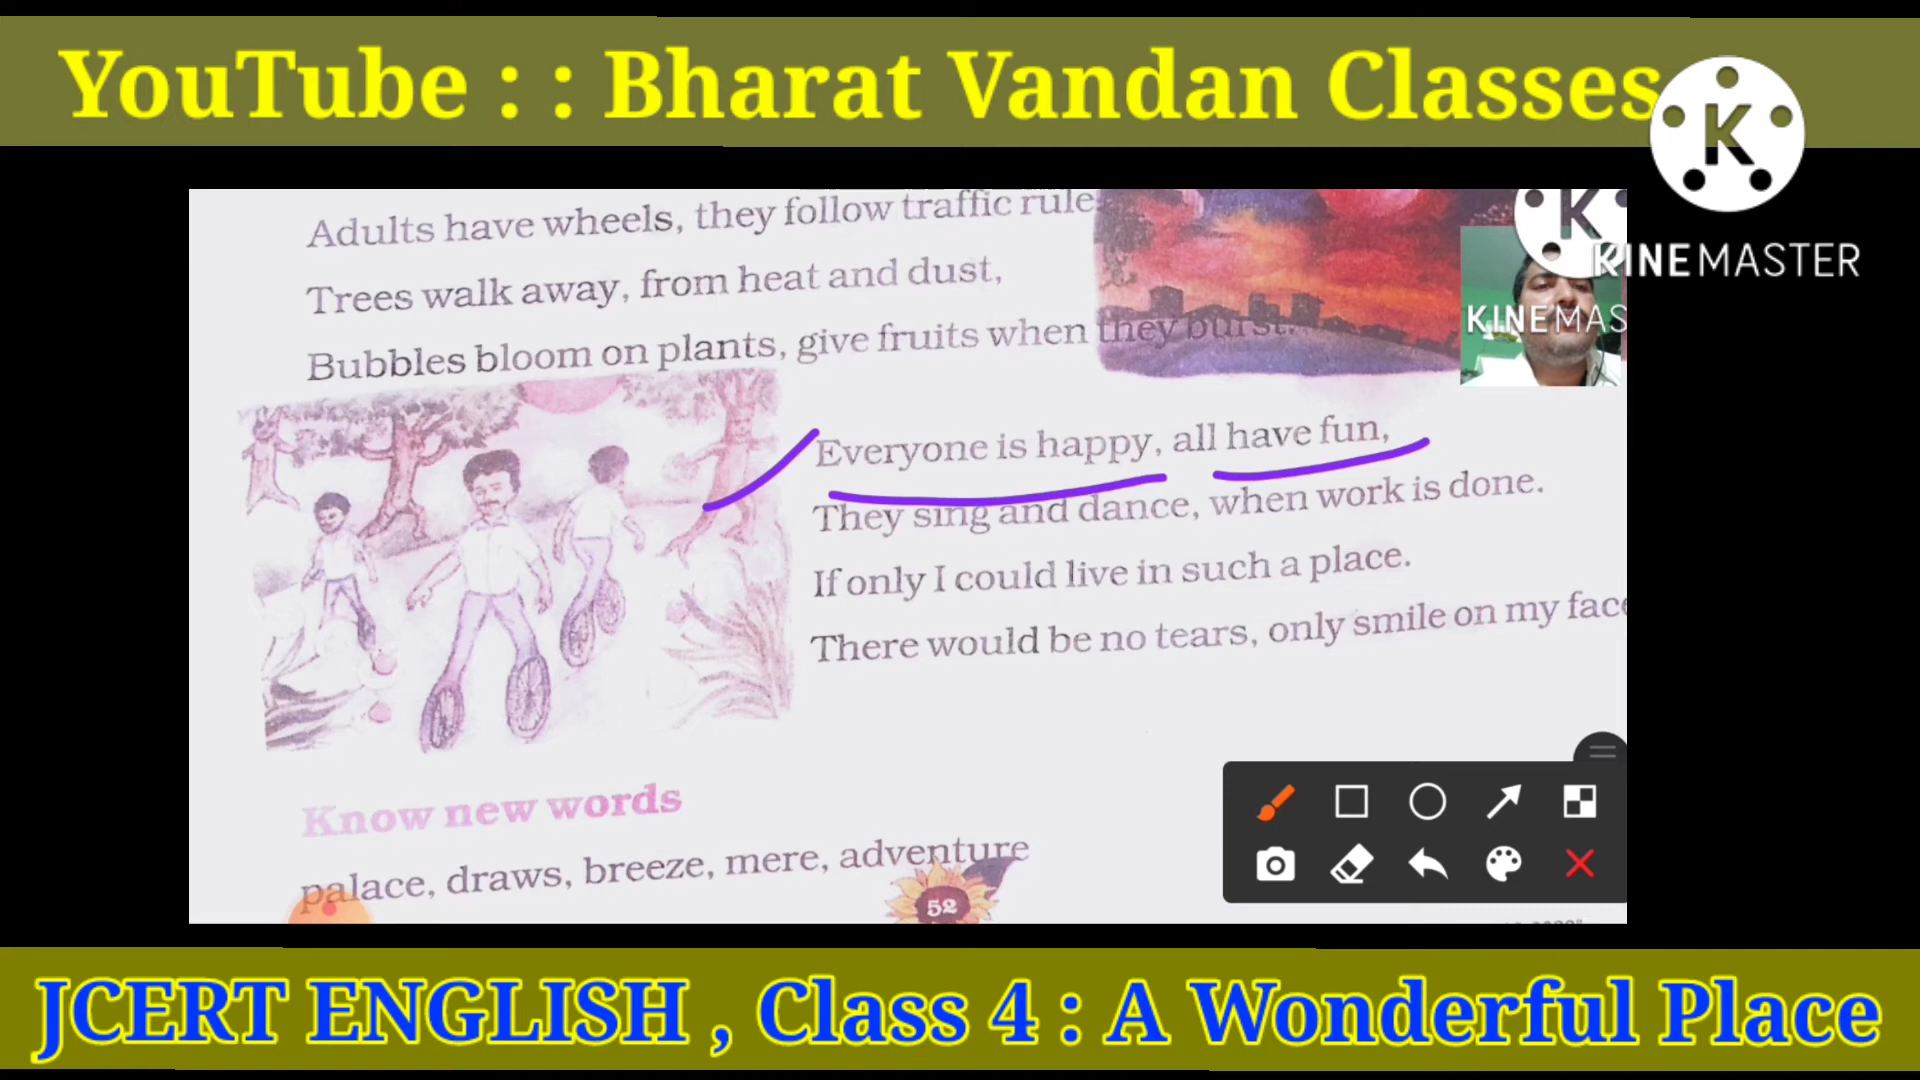 YouTube : : Bharat Vandan Classes
K
KINEMASTER
K
KINEMAS
Adults have wheels, they follow traffic rule
Trees walk away, from heat and dust,
Bubbles bloom on plants, give fruits when they burst.
Everyone is happy, all have fun,
They sing and dance, when work is done.
If only I could live in such a place.
There would be no tears, only smile on my face
Know new words
palace, draws, breeze, mere, adventure
52
JCERT ENGLISH , Class 4 : A Wonderful Place